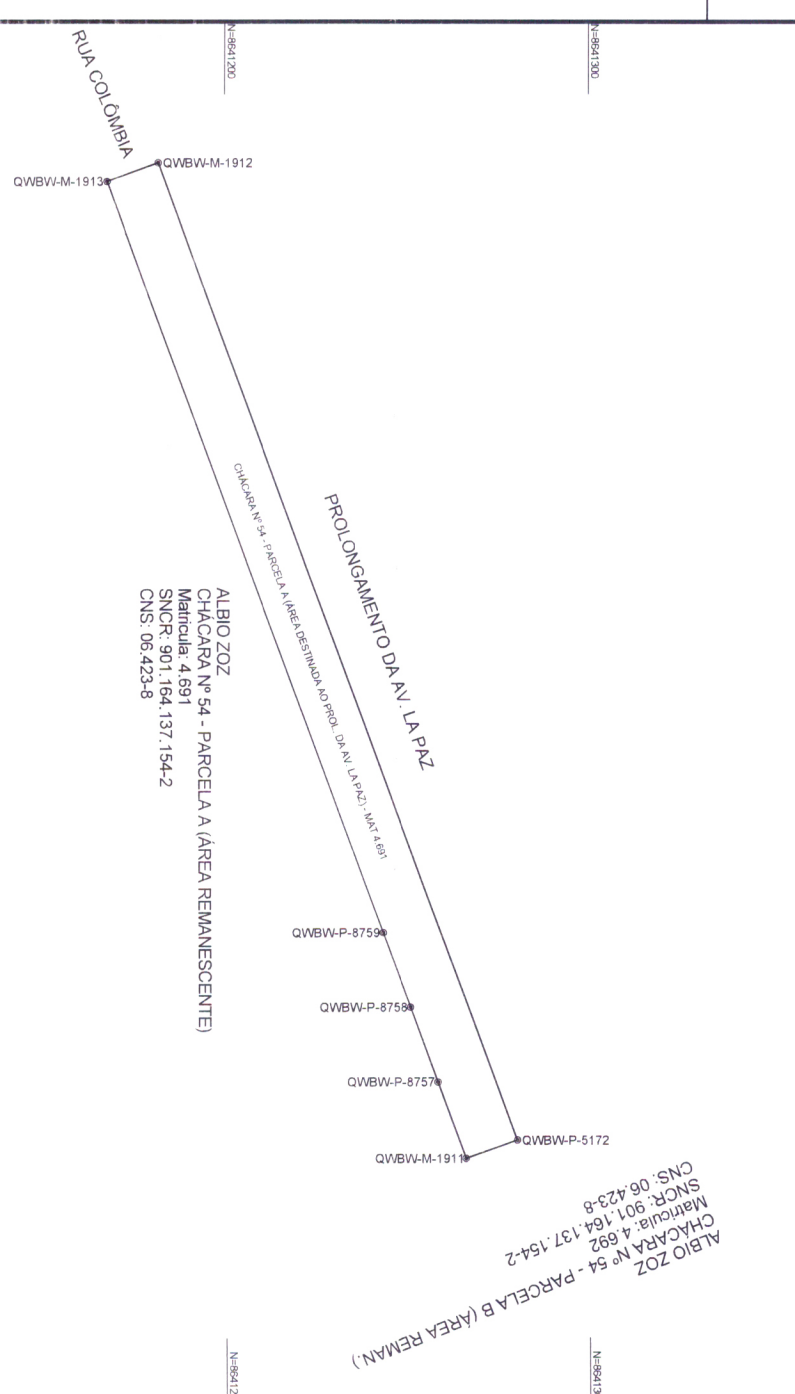 N=8641200
N=8641300
RUA COLÔMBIA
QWBW-M-1912
QWBW-M-1913
PROLONGAMENTO DA AV. LA PAZ
CHÁCARA Nº 54 - PARCELA A (ÁREA DESTINADA AO PROL. DA AV. LA PAZ) - MAT 4.691
ALBIO ZOZ
CHÁCARA Nº 54 - PARCELA A (ÁREA REMANESCENTE)
Matrícula: 4.691
SNCR: 901.164.137.154-2
CNS: 06.423-8
QWBW-P-8759
QWBW-P-8758
QWBW-P-8757
QWBW-P-5172
QWBW-M-1911
ALBIO ZOZ
CHÁCARA Nº 54 - PARCELA B (ÁREA REMAN.)
Matrícula: 4.692
SNCR: 901.164.137.154-2
CNS: 06.423-8
N=86412
N=86413